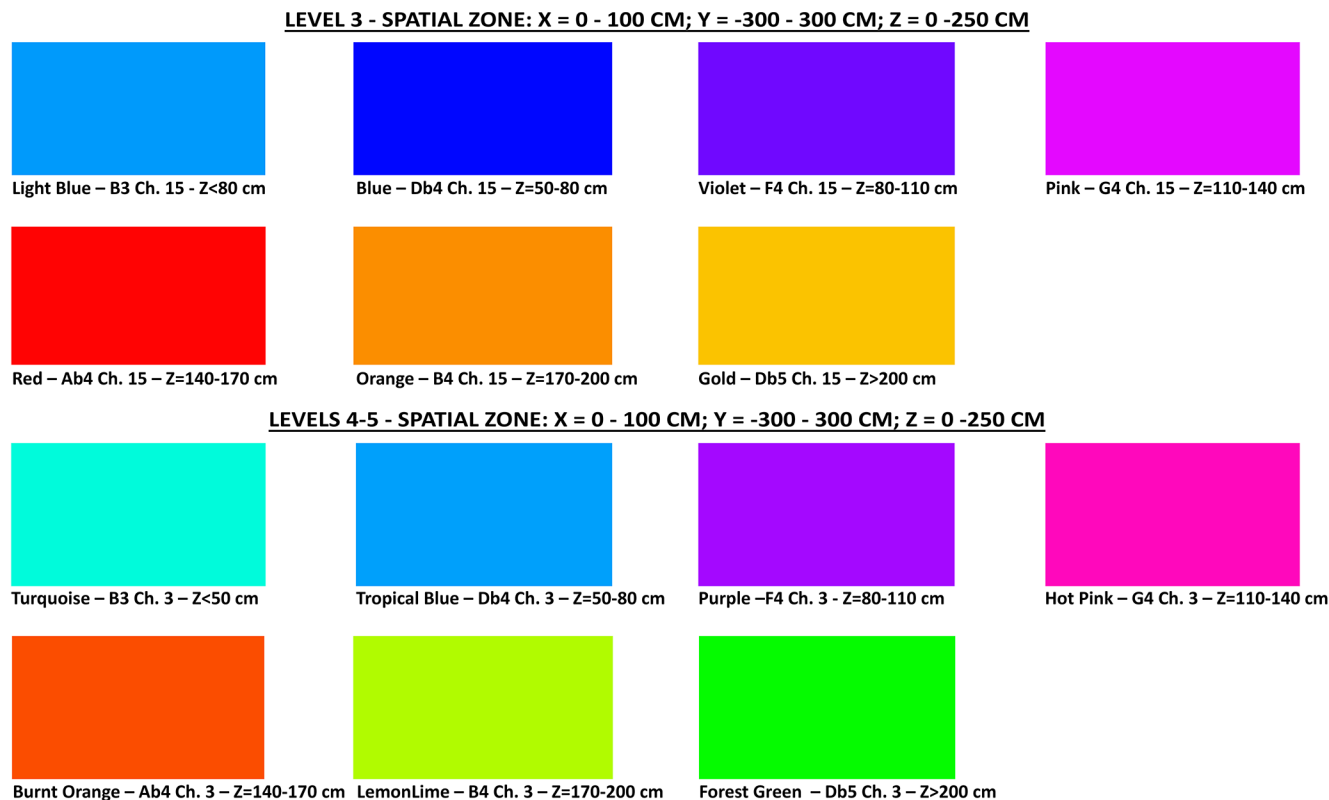 LEVEL 3 - SPATIAL ZONE: X = 0 - 100 CM; Y = -300 - 300 CM; Z = 0 -250 CM
Light Blue – B3 Ch. 15 - Z<80 cm
Blue – Db4 Ch. 15 – Z=50-80 cm
Violet – F4 Ch. 15 – Z=80-110 cm
Pink – G4 Ch. 15 – Z=110-140 cm
Red – Ab4 Ch. 15 – Z=140-170 cm
Orange – B4 Ch. 15 – Z=170-200 cm
Gold – Db5 Ch. 15 – Z>200 cm
LEVELS 4-5 - SPATIAL ZONE: X = 0 - 100 CM; Y = -300 - 300 CM; Z = 0 -250 CM
Turquoise – B3 Ch. 3 – Z<50 cm
Tropical Blue – Db4 Ch. 3 – Z=50-80 cm
Purple –F4 Ch. 3 - Z=80-110 cm
Hot Pink – G4 Ch. 3 – Z=110-140 cm
Burnt Orange – Ab4 Ch. 3 – Z=140-170 cm
LemonLime – B4 Ch. 3 – Z=170-200 cm
Forest Green – Db5 Ch. 3 – Z>200 cm